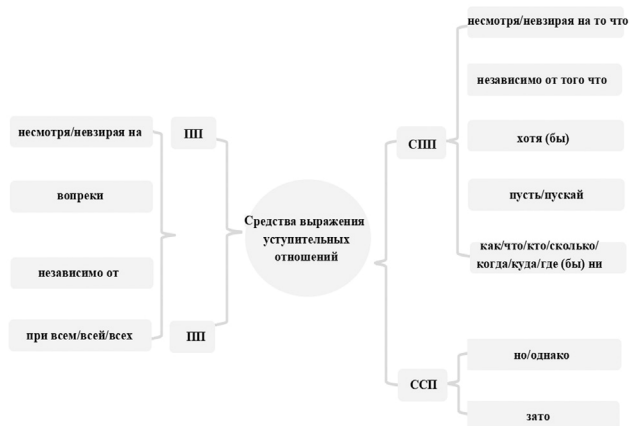 несмотря/невзирая на
вопреки
независимо от
при всем/всей/всех
ПП
ПП
Средства выражения
уступительных
отношений
СПП
несмотря/невзирая на то что
независимо от того что
хотя (бы)
пусть/пускай
как/что/кто/сколько/
когда/куда/где (бы) ни
ССП
но/однако
зато